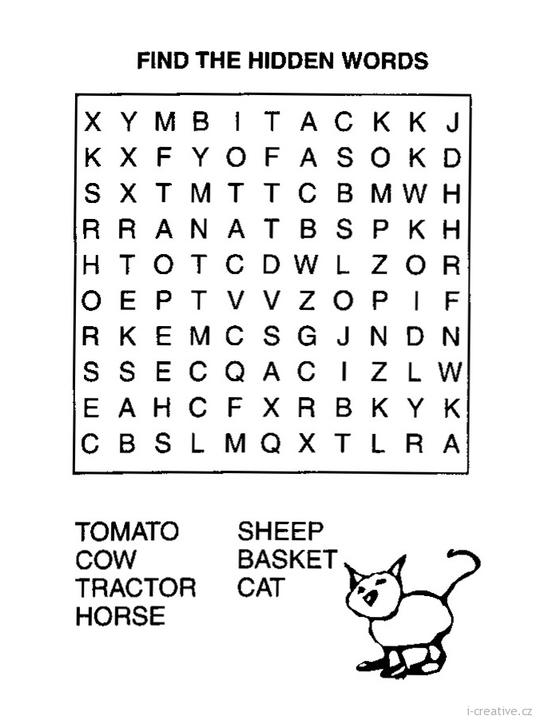 FIND THE HIDDEN WORDS
X Y M B I T A C K K J
K X F Y O F A S O K D
S X T M T T C B M W H
R R A N A T B S P K H
H T O T C D W L Z O R
O E P T V V Z O P I F
R K E M C S G J N D N
S S E C Q A C I Z L W
E A H C F X R B K Y K
C B S L M Q X T L R A
TOMATO SHEEP
COW BASKET
TRACTOR CAT
HORSE
i-creative.cz